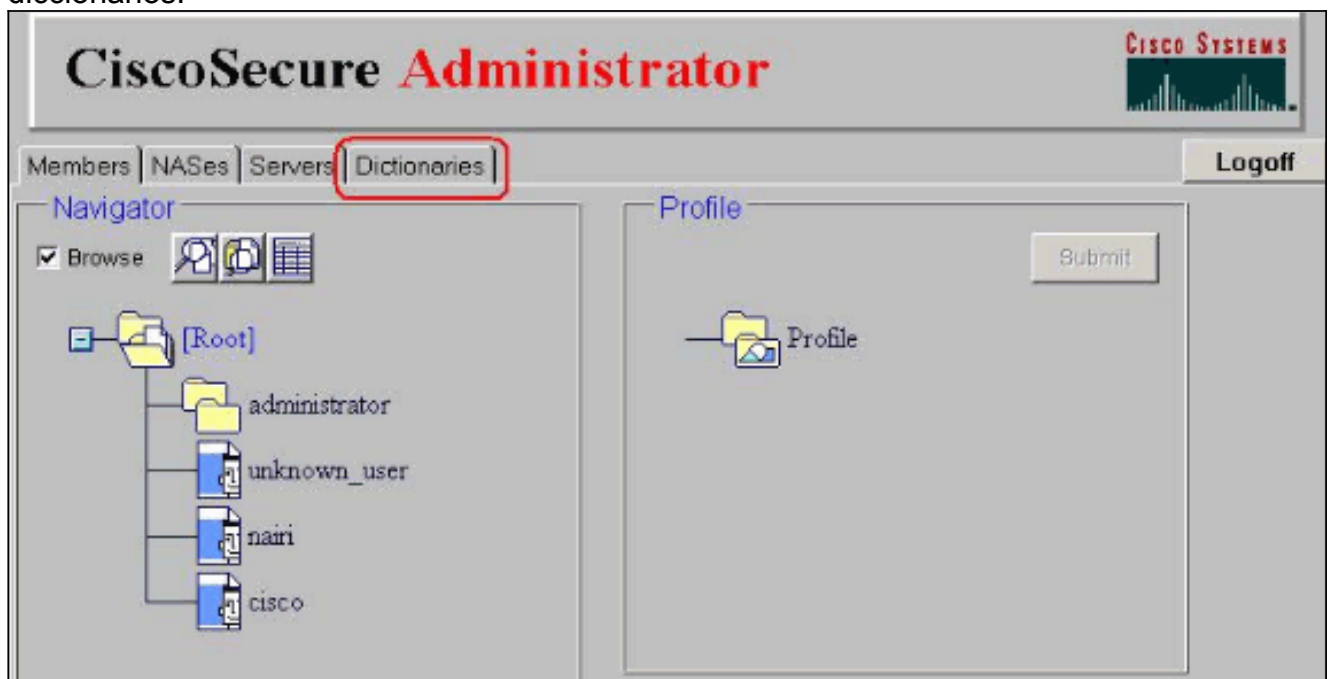 diccionarios.
CiscoSecure Administrator
CISCO SYSTEMS
Members NASes Servers Dictionaries
Logoff
Navigator
Profile
Browse
Submit
[Root]
Profile
administrator
unknown_user
nairi
cisco